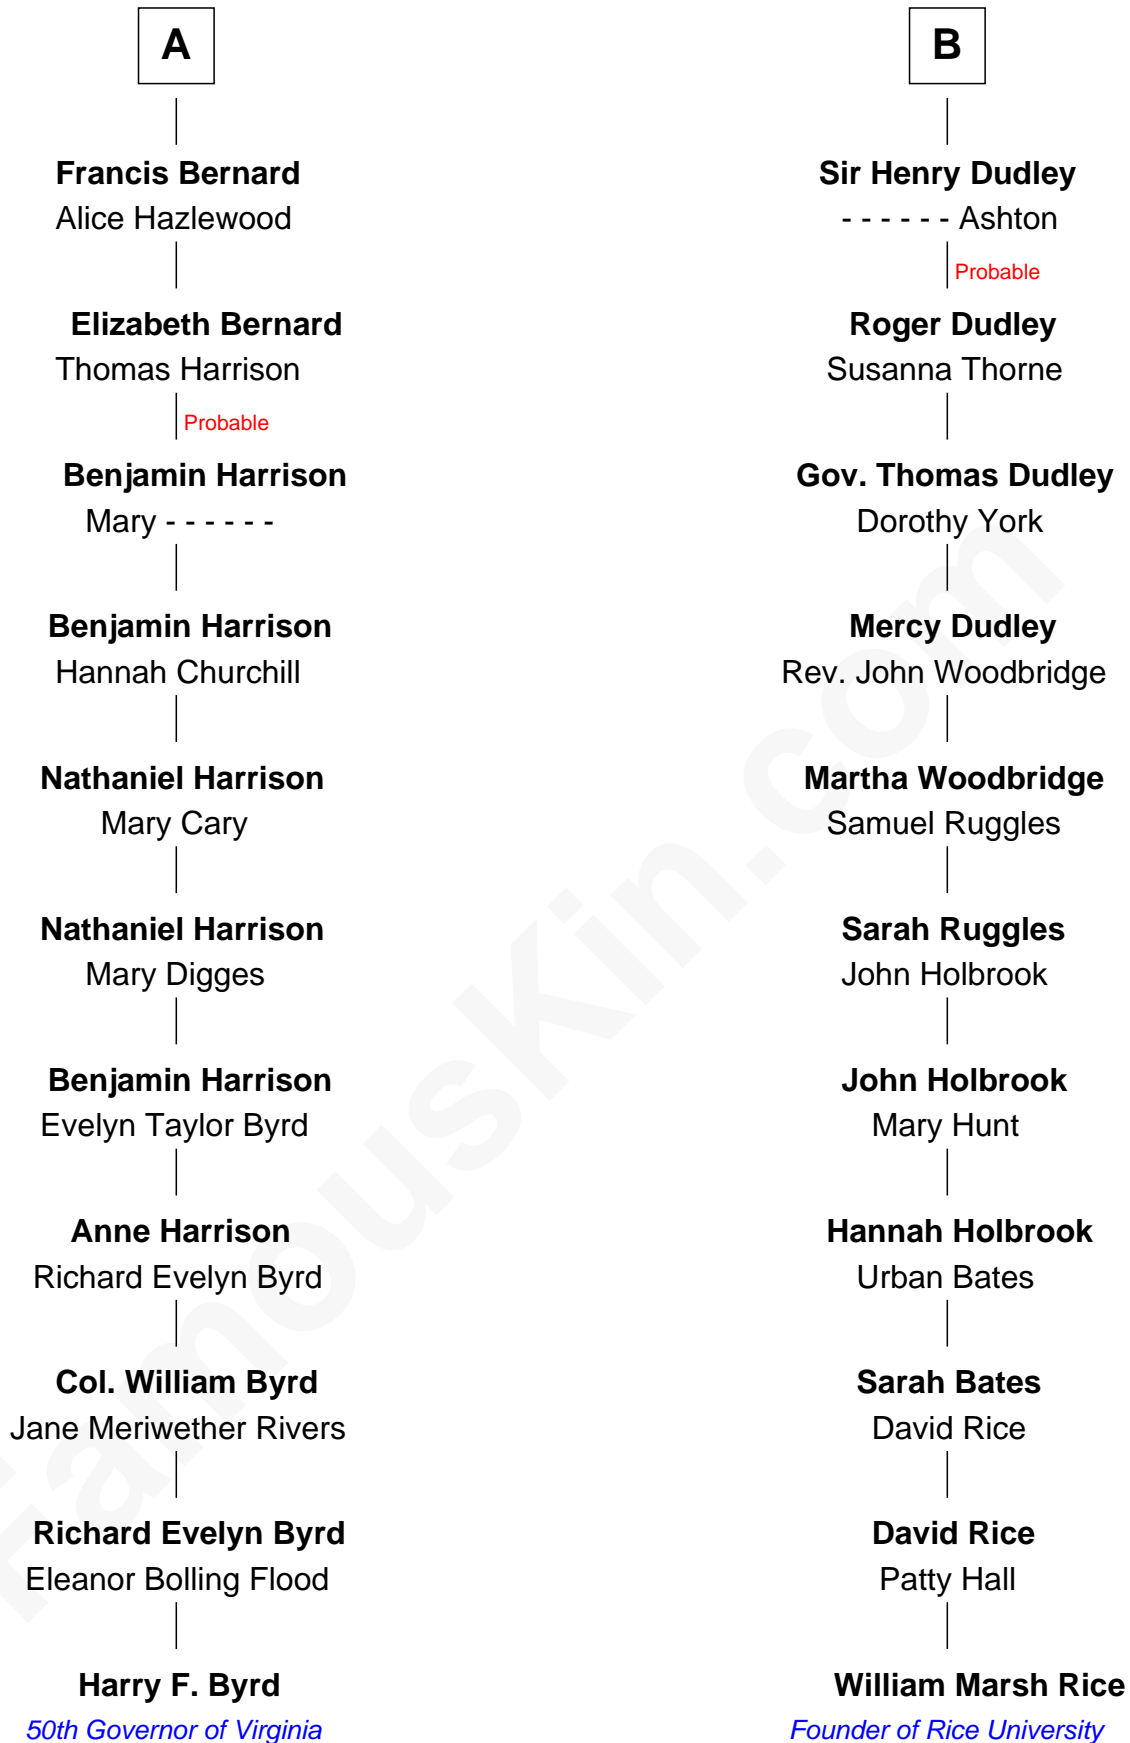 A
Francis Bernard
Alice Hazlewood
Elizabeth Bernard
Thomas Harrison
Probable
Benjamin Harrison
Mary - - - - - -
Benjamin Harrison
Hannah Churchill
Nathaniel Harrison
Mary Cary
Nathaniel Harrison
Mary Digges
Benjamin Harrison
Evelyn Taylor Byrd
Anne Harrison
Richard Evelyn Byrd
Col. William Byrd
Jane Meriwether Rivers
Richard Evelyn Byrd
Eleanor Bolling Flood
Harry F. Byrd
50th Governor of Virginia
B
Sir Henry Dudley
- - - - - - Ashton
Probable
Roger Dudley
Susanna Thorne
Gov. Thomas Dudley
Dorothy York
Mercy Dudley
Rev. John Woodbridge
Martha Woodbridge
Samuel Ruggles
Sarah Ruggles
John Holbrook
John Holbrook
Mary Hunt
Hannah Holbrook
Urban Bates
Sarah Bates
David Rice
David Rice
Patty Hall
William Marsh Rice
Founder of Rice University
FamousKin.com